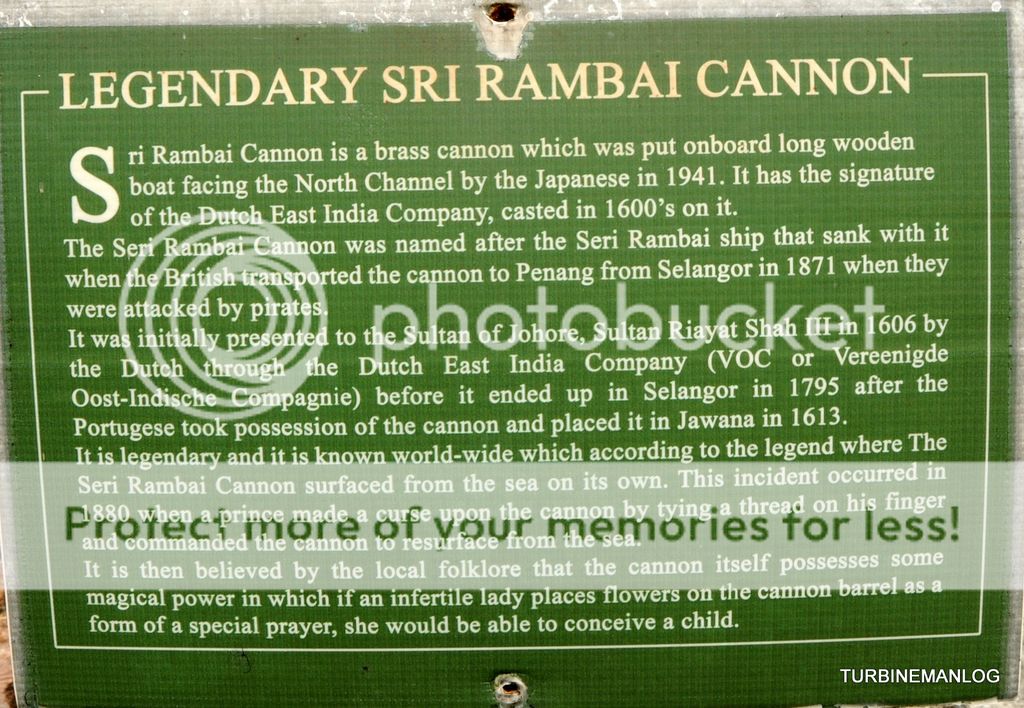 LEGENDARY SRI RAMBAI CANNON
Sri Rambai Cannon is a brass cannon which was put onboard long wooden
boat facing the North Channel by the Japanese in 1941. It has the signature
of the Dutch East India Company, casted in 1600's on it.
The Seri Rambai Cannon was named after the Seri Rambai ship that sank with it
when the British transported the cannon to Penang from Selangor in 1871 when they
were attacked by pirates.
It was initially presented to the Sultan of Johore, Sultan Riayat Shah III in 1606 by
the Dutch through the Dutch East India Company (VOC or Vereenigde
Oost-Indische Compagnie) before it ended up in Selangor in 1795 after the
Portugese took possession of the cannon and placed it in Jawana in 1613.
It is legendary and it is known world-wide which according to the legend where The
Seri Rambai Cannon surfaced from the sea on its own. This incident occurred in
1880 when a prince made a curse upon the cannon by tying a thread on his finger
and commanded the cannon to resurface from the sea.
It is then believed by the local folklore that the cannon itself possesses some
magical power in which if an infertile lady places flowers on the cannon barrel as a
form of a special prayer, she would be able to conceive a child.
photobucket
Protect more of your memories for less!
TURBINEMANLOG